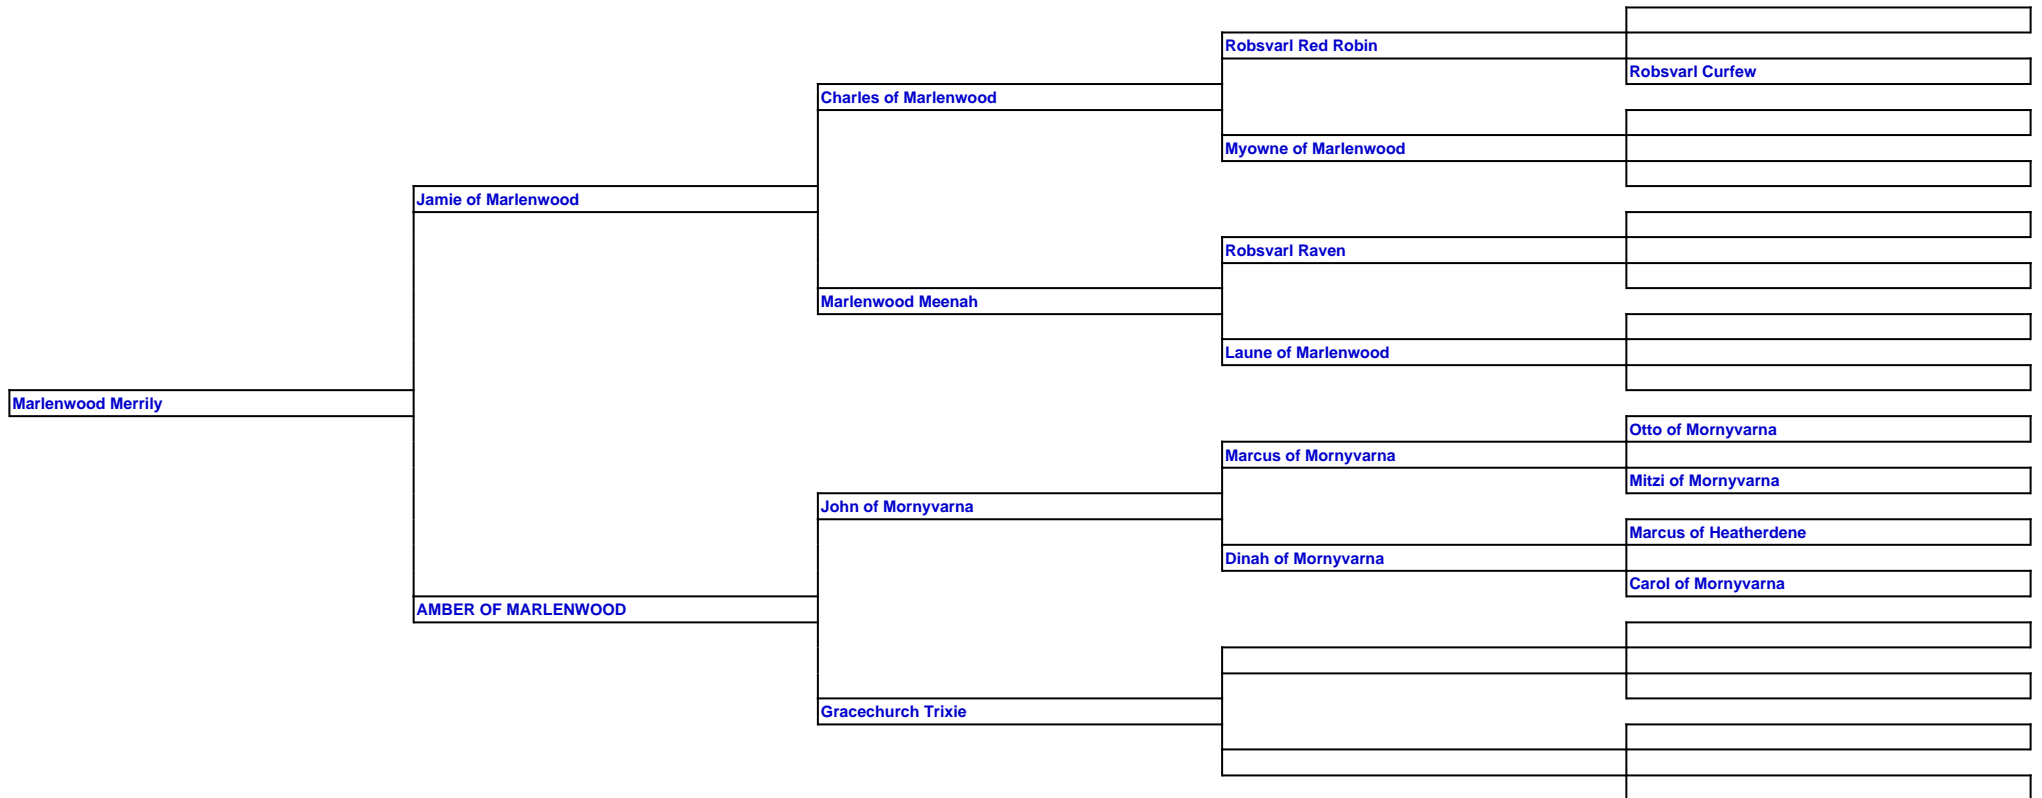 Robsvarl Red Robin
Robsvarl Curfew
Charles of Marlenwood
Myowne of Marlenwood
Jamie of Marlenwood
Robsvarl Raven
Marlenwood Meenah
Laune of Marlenwood
Marlenwood Merrily
Otto of Mornyvarna
Marcus of Mornyvarna
Mitzi of Mornyvarna
John of Mornyvarna
Marcus of Heatherdene
Dinah of Mornyvarna
Carol of Mornyvarna
AMBER OF MARLENWOOD
Gracechurch Trixie